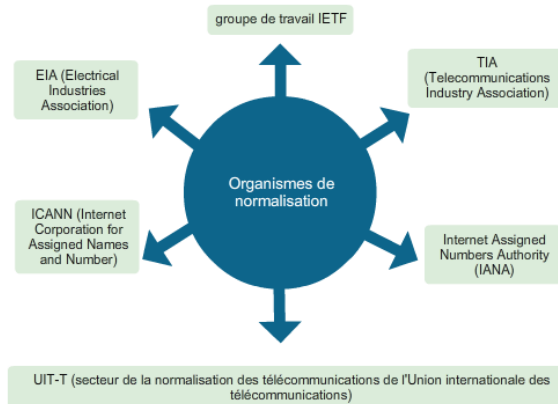 groupe de travail IETF
EIA (Electrical
Industries
Association)
TIA
(Telecommunications
Industry Association)
Organismes de
normalisation
ICANN (Internet
Corporation for
Assigned Names
and Number)
Internet Assigned
Numbers Authority
(IANA)
UIT-T (secteur de la normalisation des télécommunications de l'Union internationale des
télécommunications)